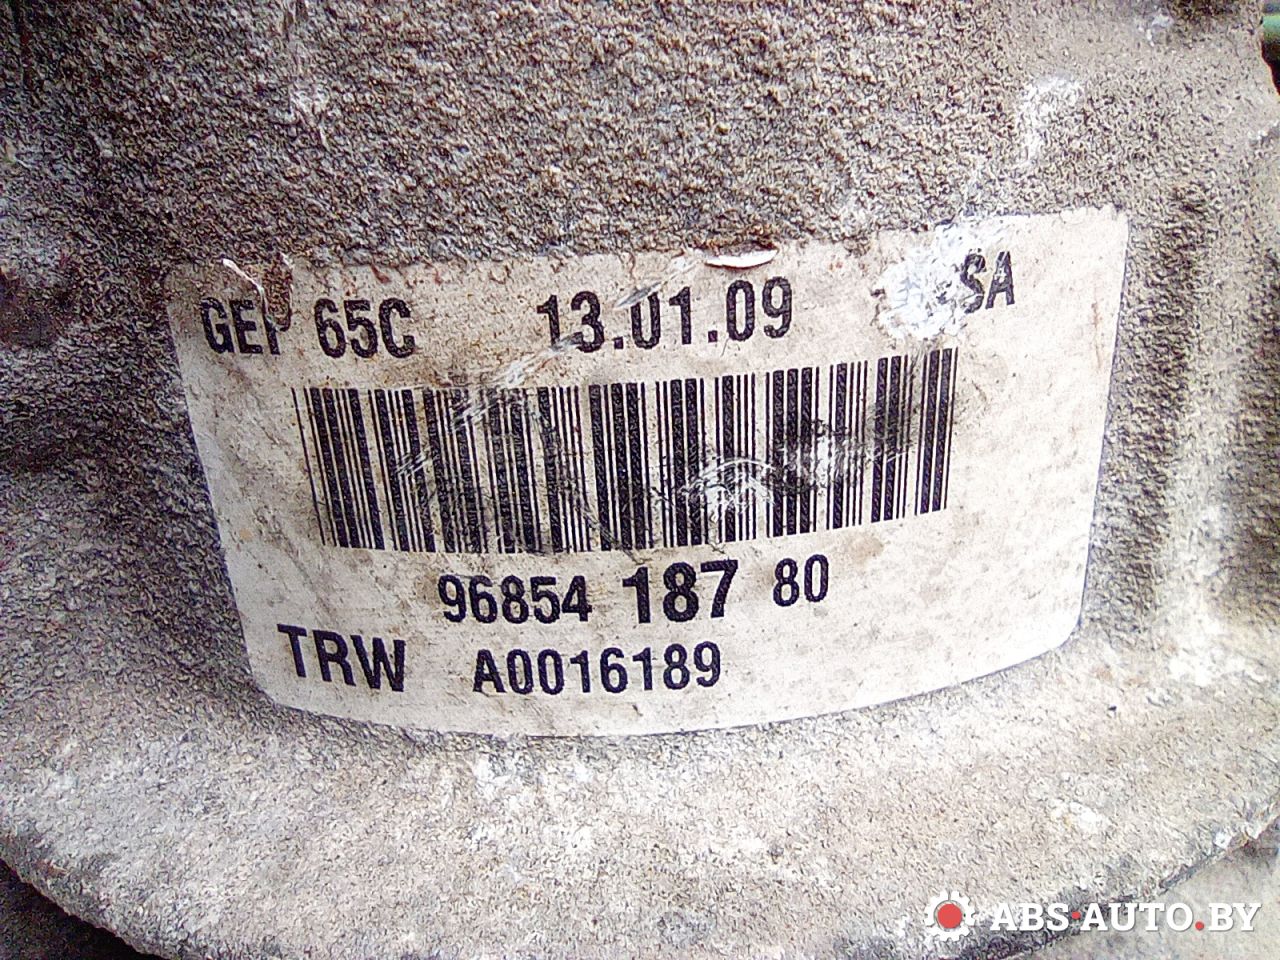 GEP 65C 13.01.09 SA
96854 187 80
TRW A0016189
ABS-AUTO.BY